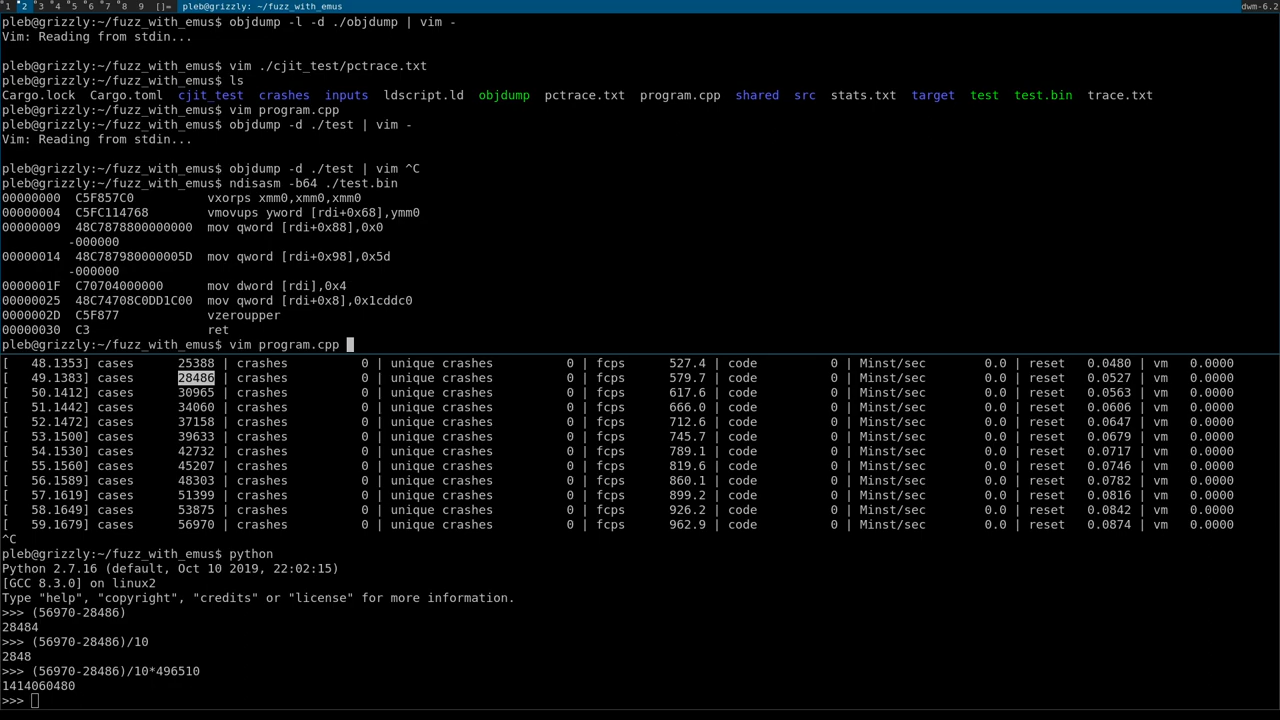 1 2 3 4 5 6 7 8 9 []= pleb@grizzly: ~/fuzz_with_emus dwm-6.2
pleb@grizzly:~/fuzz_with_emus$ objdump -l -d ./objdump | vim -
Vim: Reading from stdin...
pleb@grizzly:~/fuzz_with_emus$ vim ./cjit_test/pctrace.txt
pleb@grizzly:~/fuzz_with_emus$ ls
Cargo.lock Cargo.toml cjit_test crashes inputs ldscript.ld objdump pctrace.txt program.cpp shared src stats.txt target test test.bin trace.txt
pleb@grizzly:~/fuzz_with_emus$ vim program.cpp
pleb@grizzly:~/fuzz_with_emus$ objdump -d ./test | vim -
Vim: Reading from stdin...
pleb@grizzly:~/fuzz_with_emus$ objdump -d ./test | vim ^C
pleb@grizzly:~/fuzz_with_emus$ ndisasm -b64 ./test.bin
00000000 C5F857C0 vxorps xmm0,xmm0,xmm0
00000004 C5FC114768 vmovups yword [rdi+0x68],ymm0
00000009 48C7878800000000 mov qword [rdi+0x88],0x0
-000000
00000014 48C787980000005D mov qword [rdi+0x98],0x5d
-000000
0000001F C70704000000 mov dword [rdi],0x4
00000025 48C74708C0DD1C00 mov qword [rdi+0x8],0x1cddc0
0000002D C5F877 vzeroupper
00000030 C3 ret
pleb@grizzly:~/fuzz_with_emus$ vim program.cpp
[ 48.1353] cases 25388 | crashes 0 | unique crashes 0 | fcps 527.4 | code 0 | Minst/sec 0.0 | reset 0.0480 | vm 0.0000
[ 49.1383] cases 28486 | crashes 0 | unique crashes 0 | fcps 579.7 | code 0 | Minst/sec 0.0 | reset 0.0527 | vm 0.0000
[ 50.1412] cases 30965 | crashes 0 | unique crashes 0 | fcps 617.6 | code 0 | Minst/sec 0.0 | reset 0.0563 | vm 0.0000
[ 51.1442] cases 34060 | crashes 0 | unique crashes 0 | fcps 666.0 | code 0 | Minst/sec 0.0 | reset 0.0606 | vm 0.0000
[ 52.1472] cases 37158 | crashes 0 | unique crashes 0 | fcps 712.6 | code 0 | Minst/sec 0.0 | reset 0.0647 | vm 0.0000
[ 53.1500] cases 39633 | crashes 0 | unique crashes 0 | fcps 745.7 | code 0 | Minst/sec 0.0 | reset 0.0679 | vm 0.0000
[ 54.1530] cases 42732 | crashes 0 | unique crashes 0 | fcps 789.1 | code 0 | Minst/sec 0.0 | reset 0.0717 | vm 0.0000
[ 55.1560] cases 45207 | crashes 0 | unique crashes 0 | fcps 819.6 | code 0 | Minst/sec 0.0 | reset 0.0746 | vm 0.0000
[ 56.1589] cases 48303 | crashes 0 | unique crashes 0 | fcps 860.1 | code 0 | Minst/sec 0.0 | reset 0.0782 | vm 0.0000
[ 57.1619] cases 51399 | crashes 0 | unique crashes 0 | fcps 899.2 | code 0 | Minst/sec 0.0 | reset 0.0816 | vm 0.0000
[ 58.1649] cases 53875 | crashes 0 | unique crashes 0 | fcps 926.2 | code 0 | Minst/sec 0.0 | reset 0.0842 | vm 0.0000
[ 59.1679] cases 56970 | crashes 0 | unique crashes 0 | fcps 962.9 | code 0 | Minst/sec 0.0 | reset 0.0874 | vm 0.0000
^C
pleb@grizzly:~/fuzz_with_emus$ python
Python 2.7.16 (default, Oct 10 2019, 22:02:15)
[GCC 8.3.0] on linux2
Type "help", "copyright", "credits" or "license" for more information.
>>> (56970-28486)
28484
>>> (56970-28486)/10
2848
>>> (56970-28486)/10*496510
1414060480
>>>